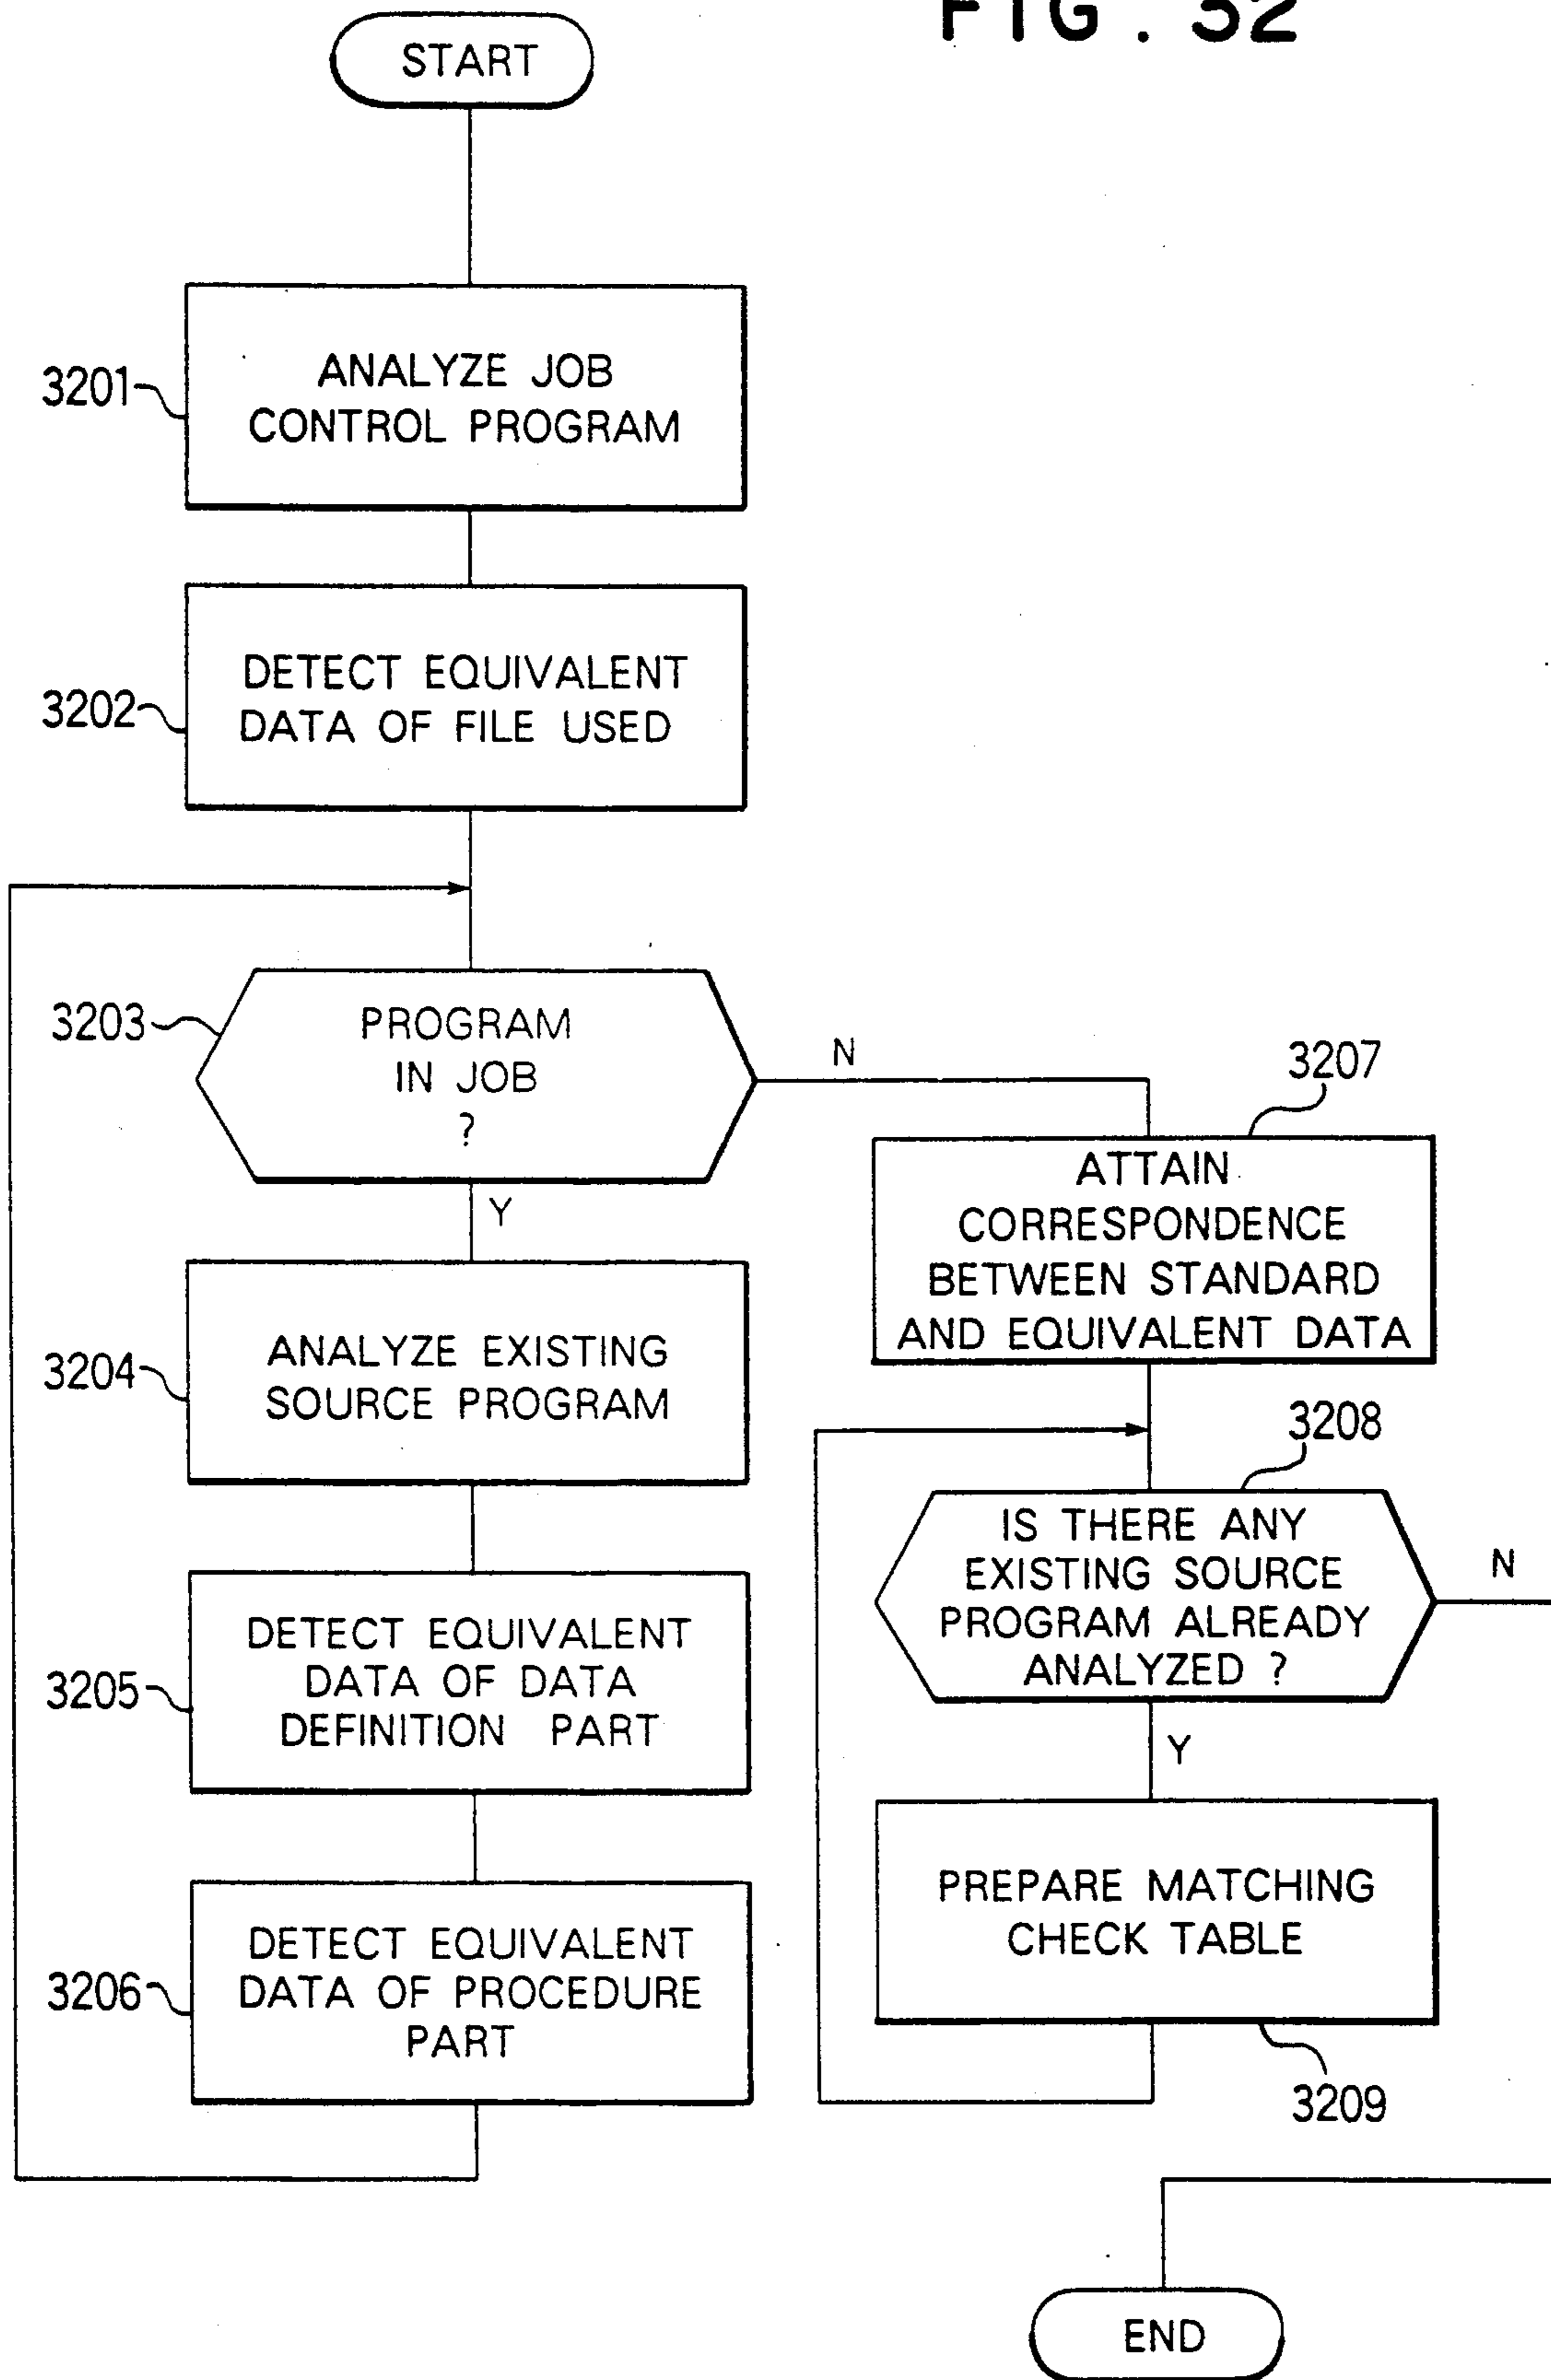 FIG. 32
START
3201
ANALYZE JOB
CONTROL PROGRAM
3202
DETECT EQUIVALENT
DATA OF FILE USED
3203
PROGRAM
IN JOB
?
N
Y
3204
ANALYZE EXISTING
SOURCE PROGRAM
3205
DETECT EQUIVALENT
DATA OF DATA
DEFINITION PART
3206
DETECT EQUIVALENT
DATA OF PROCEDURE
PART
3207
ATTAIN
CORRESPONDENCE
BETWEEN STANDARD
AND EQUIVALENT DATA
3208
IS THERE ANY
EXISTING SOURCE
PROGRAM ALREADY
ANALYZED ?
N
Y
PREPARE MATCHING
CHECK TABLE
3209
END